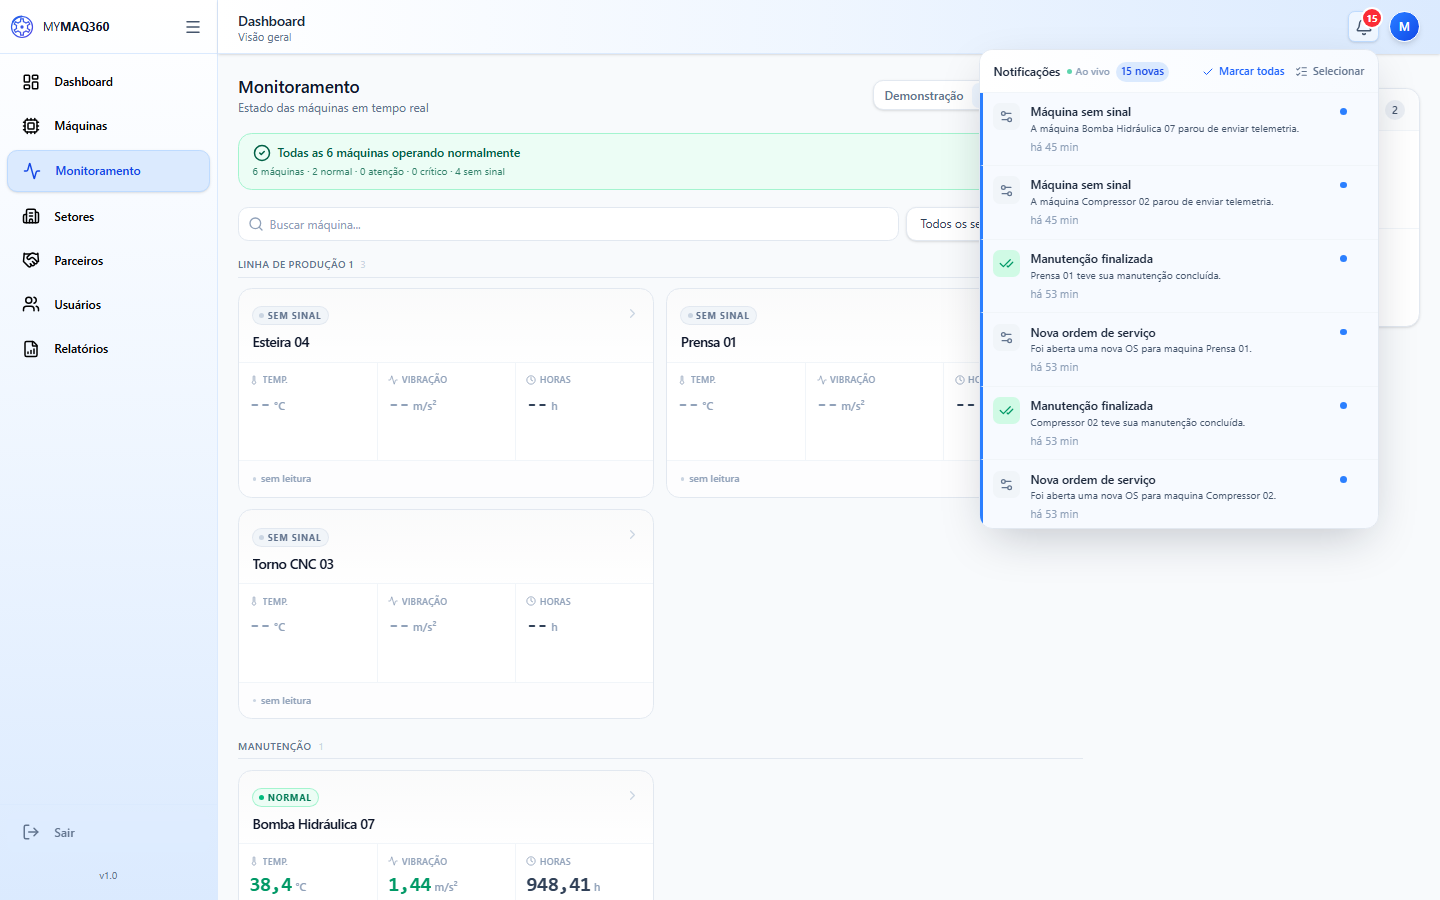 MYMAQ360
Dashboard
Máquinas
Monitoramento
Setores
Parceiros
Usuários
Relatórios
Sair
v1.0
Dashboard
Visão geral
15
M
Monitoramento
Estado das máquinas em tempo real
Demonstração
Todas as 6 máquinas operando normalmente
6 máquinas · 2 normal · 0 atenção · 0 crítico · 4 sem sinal
Buscar máquina...
Todos os se
LINHA DE PRODUÇÃO 1 3
SEM SINAL
Esteira 04
TEMP. VIBRAÇÃO HORAS
-- °C -- m/s² -- h
sem leitura
SEM SINAL
Prensa 01
TEMP. VIBRAÇÃO HO
-- °C -- m/s² --
sem leitura
SEM SINAL
Torno CNC 03
TEMP. VIBRAÇÃO HORAS
-- °C -- m/s² -- h
sem leitura
MANUTENÇÃO 1
NORMAL
Bomba Hidráulica 07
TEMP. VIBRAÇÃO HORAS
38,4 °C 1,44 m/s² 948,41 h
2
Notificações Ao vivo 15 novas Marcar todas Selecionar
Máquina sem sinal
A máquina Bomba Hidráulica 07 parou de enviar telemetria.
há 45 min
Máquina sem sinal
A máquina Compressor 02 parou de enviar telemetria.
há 45 min
Manutenção finalizada
Prensa 01 teve sua manutenção concluída.
há 53 min
Nova ordem de serviço
Foi aberta uma nova OS para maquina Prensa 01.
há 53 min
Manutenção finalizada
Compressor 02 teve sua manutenção concluída.
há 53 min
Nova ordem de serviço
Foi aberta uma nova OS para maquina Compressor 02.
há 53 min